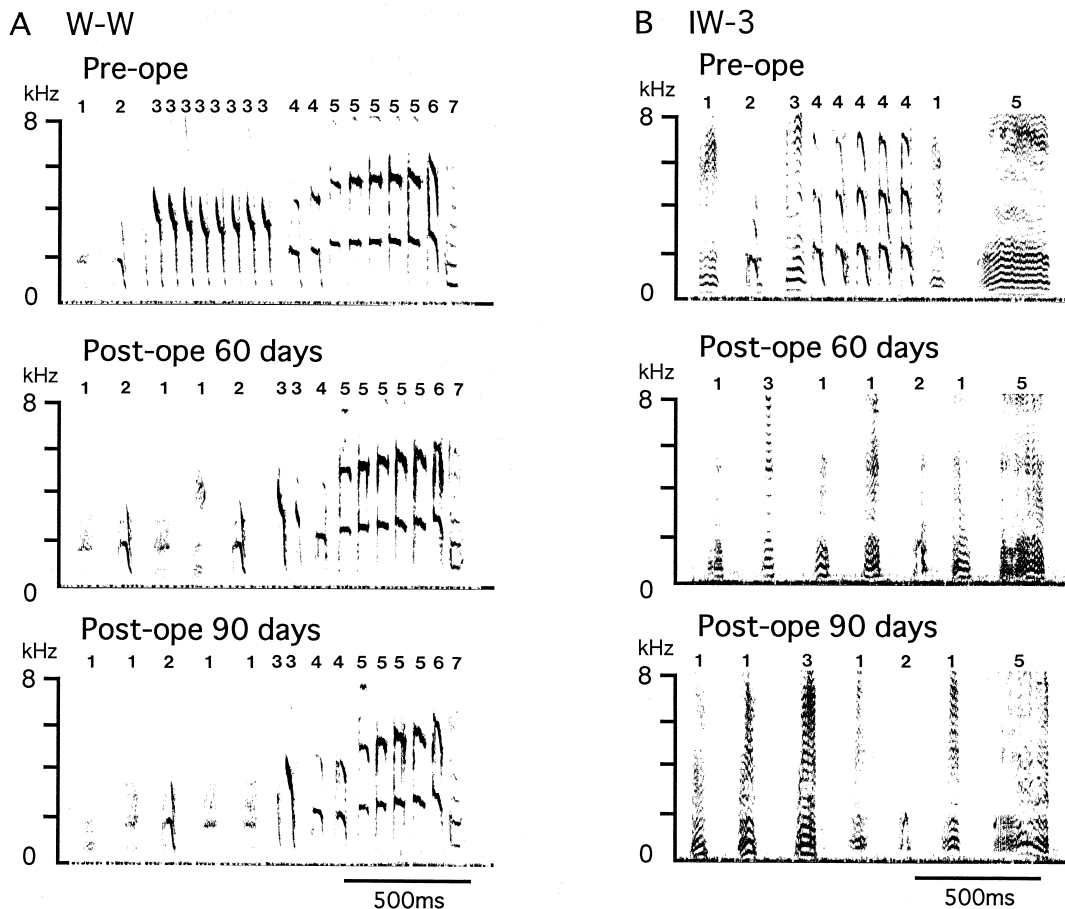 A W-W
Pre-ope
kHz
1 2 3 3 3 3 3 3 3 3 4 4 5 5 5 5 5 6 7
8
0
Post-ope 60 days
kHz
1 2 1 1 2 3 3 4 5 5 5 5 5 6 7
8
0
Post-ope 90 days
kHz
1 1 2 1 1 3 3 4 4 5 5 5 5 6 7
8
0
500ms
B IW-3
Pre-ope
kHz
1 2 3 4 4 4 4 4 1 5
8
0
Post-ope 60 days
kHz
1 3 1 1 2 1 5
8
0
Post-ope 90 days
kHz
1 1 3 1 2 1 5
8
0
500ms